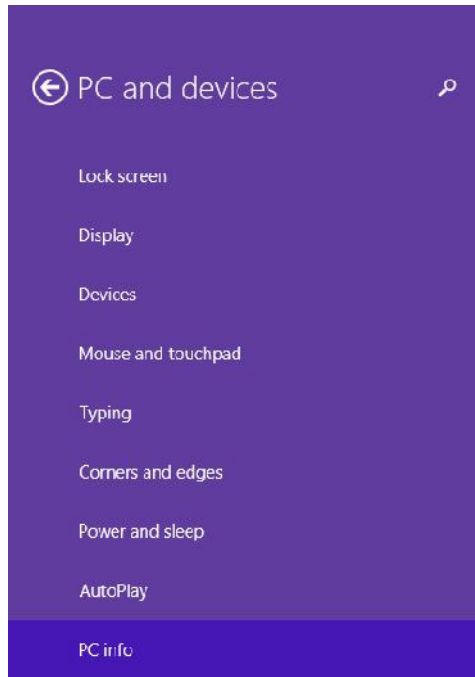 PC and devices
Lock screen
Display
Devices
Mouse and touchpad
Typing
Corners and edges
Power and sleep
AutoPlay
PC info